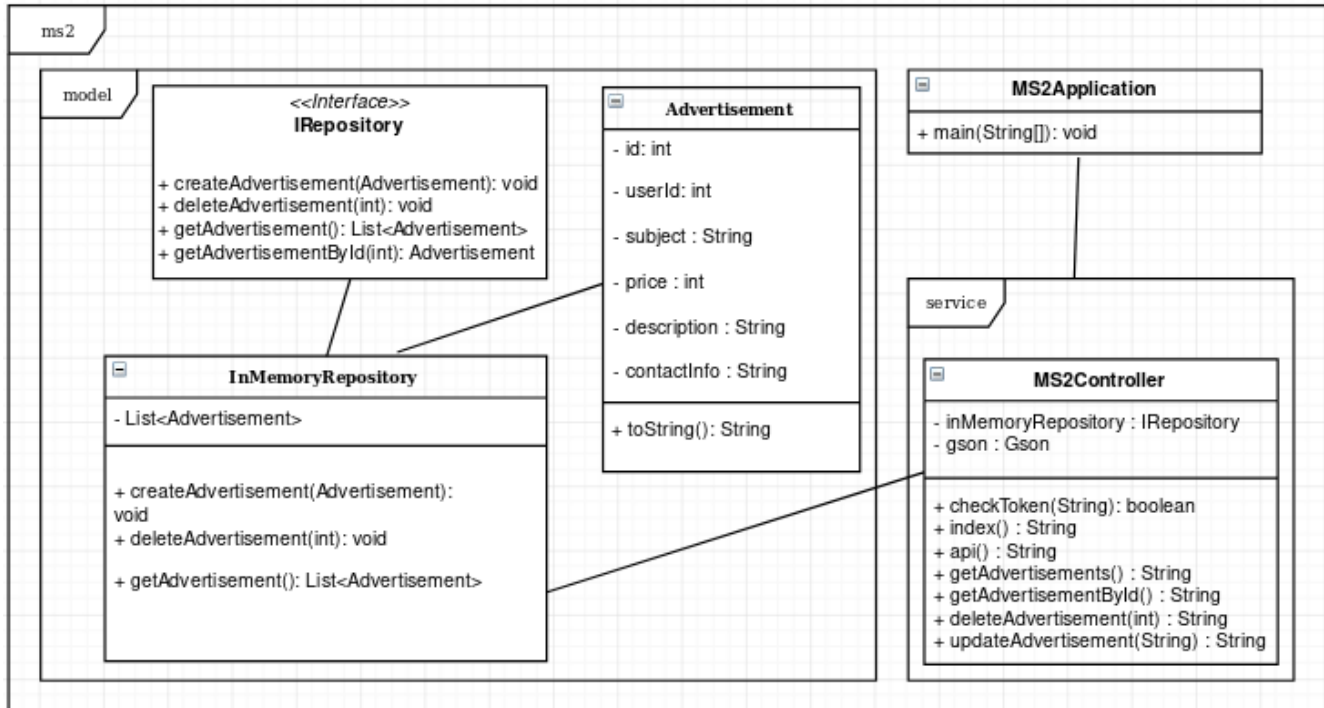 ms2
model
<<Interface>>
IRepository
+ createAdvertisement(Advertisement): void
+ deleteAdvertisement(int): void
+ getAdvertisement(): List<Advertisement>
+ getAdvertisementById(int): Advertisement
Advertisement
- id: int
- userId: int
- subject : String
- price : int
- description : String
- contactInfo : String
+ toString(): String
InMemoryRepository
- List<Advertisement>
+ createAdvertisement(Advertisement):
void
+ deleteAdvertisement(int): void
+ getAdvertisement(): List<Advertisement>
MS2Application
+ main(String[]): void
service
MS2Controller
- inMemoryRepository : IRepository
- gson : Gson
+ checkToken(String): boolean
+ index() : String
+ api() : String
+ getAdvertisements() : String
+ getAdvertisementById() : String
+ deleteAdvertisement(int) : String
+ updateAdvertisement(String) : String